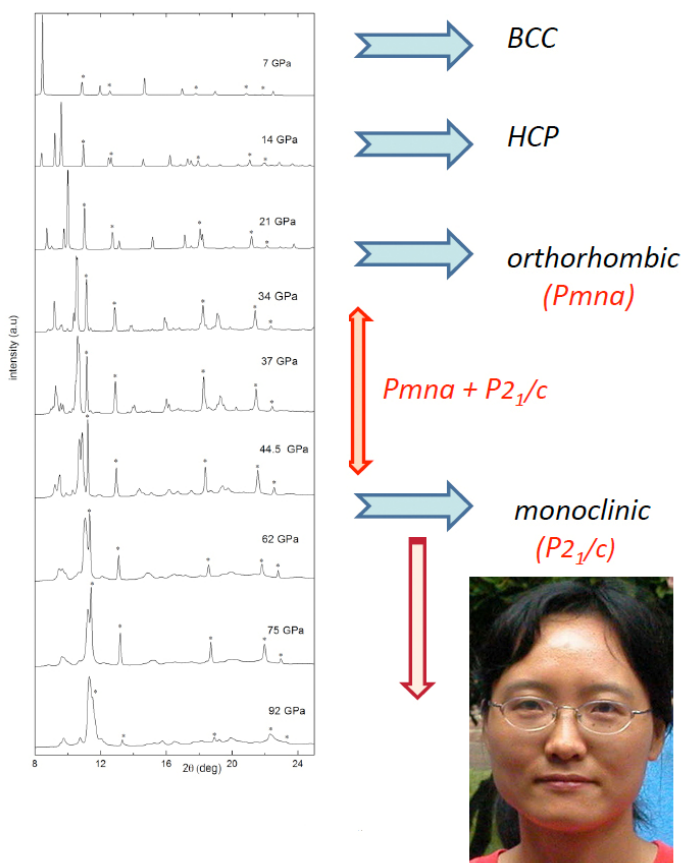 7 GPa
14 GPa
21 GPa
34 GPa
37 GPa
44.5 GPa
62 GPa
75 GPa
92 GPa
intensity (a.u)
8 12 16 20 24
2θ (deg)
BCC
HCP
orthorhombic
(Pmna)
Pmna + P2₁/c
monoclinic
(P2₁/c)